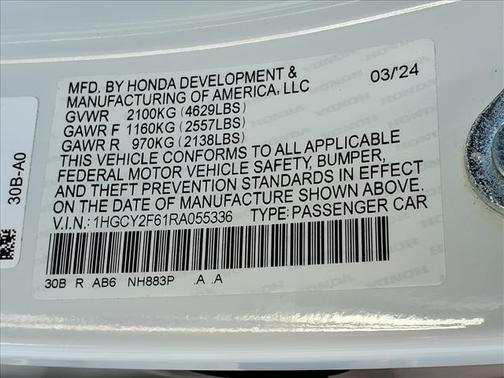 MFD. BY HONDA DEVELOPMENT & 03/'24
MANUFACTURING OF AMERICA, LLC
GVWR 2100KG (4629LBS)
GAWR F 1160KG (2557LBS)
GAWR R 970KG (2138LBS)
THIS VEHICLE CONFORMS TO ALL APPLICABLE
FEDERAL MOTOR VEHICLE SAFETY, BUMPER,
AND THEFT PREVENTION STANDARDS IN EFFECT
ON THE DATE OF MANUFACTURE SHOWN ABOVE.
V.I.N.: 1HGCY2F61RA055336 TYPE: PASSENGER CAR
30B R AB6 NH883P .A .A
30B-A0